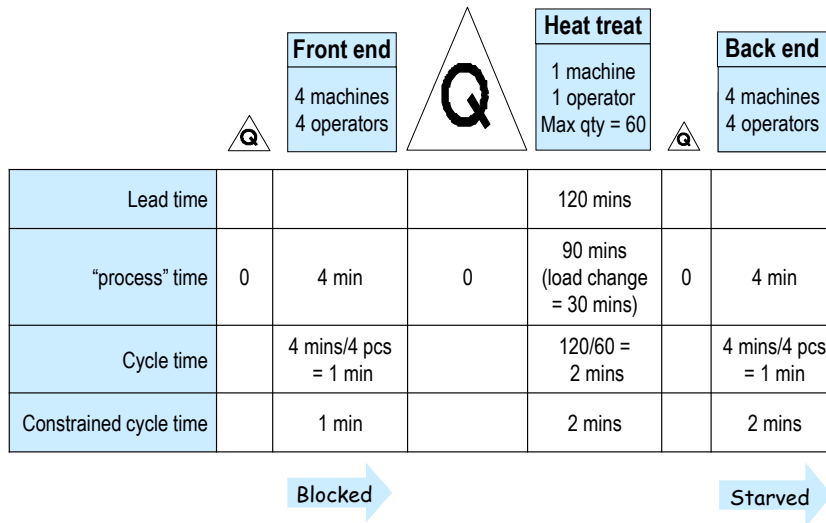 Front end
4 machines
4 operators
Heat treat
1 machine
1 operator
Max qty = 60
Back end
4 machines
4 operators
Q
Q
Q
Lead time
120 mins
“process” time
0
4 min
0
90 mins
(load change
= 30 mins)
0
4 min
Cycle time
4 mins/4 pcs
= 1 min
120/60 =
2 mins
4 mins/4 pcs
= 1 min
Constrained cycle time
1 min
2 mins
2 mins
Blocked
Starved